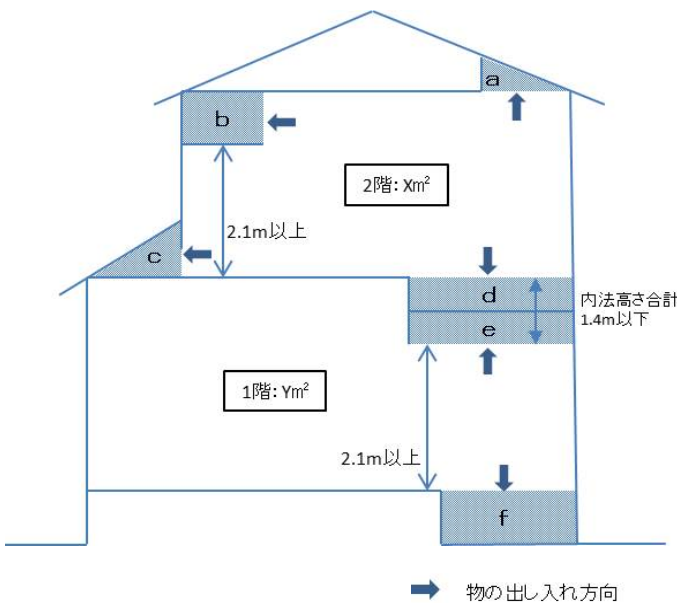 a
b
2階：Xm²
2.1m以上
c
d
内法高さ合計
1.4m以下
e
1階：Ym²
2.1m以上
f
物の出し入れ方向